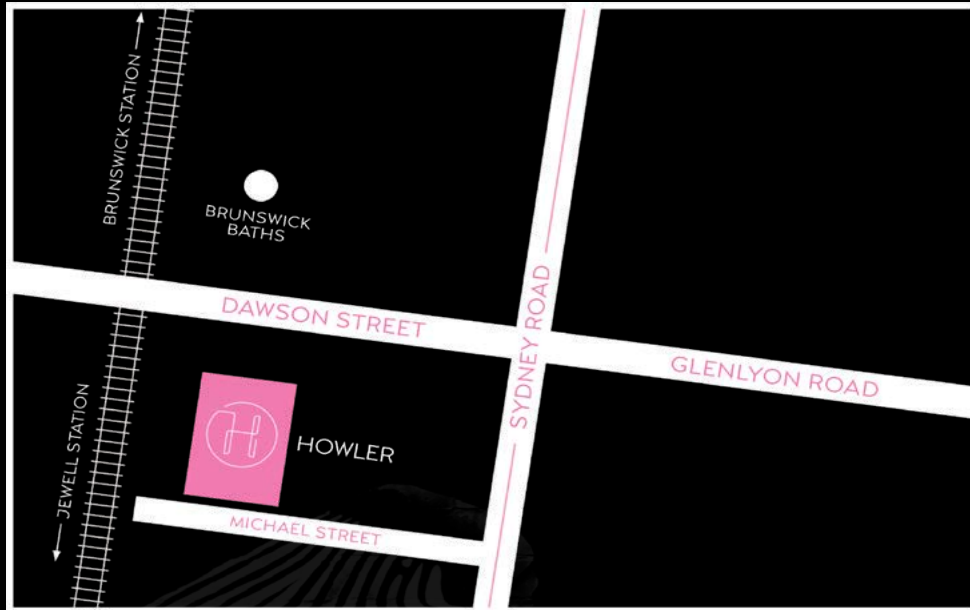 BRUNSWICK STATION
BRUNSWICK
BATHS
DAWSON STREET
SYDNEY ROAD
GLENLYON ROAD
JEWELL STATION
H
HOWLER
MICHAEL STREET